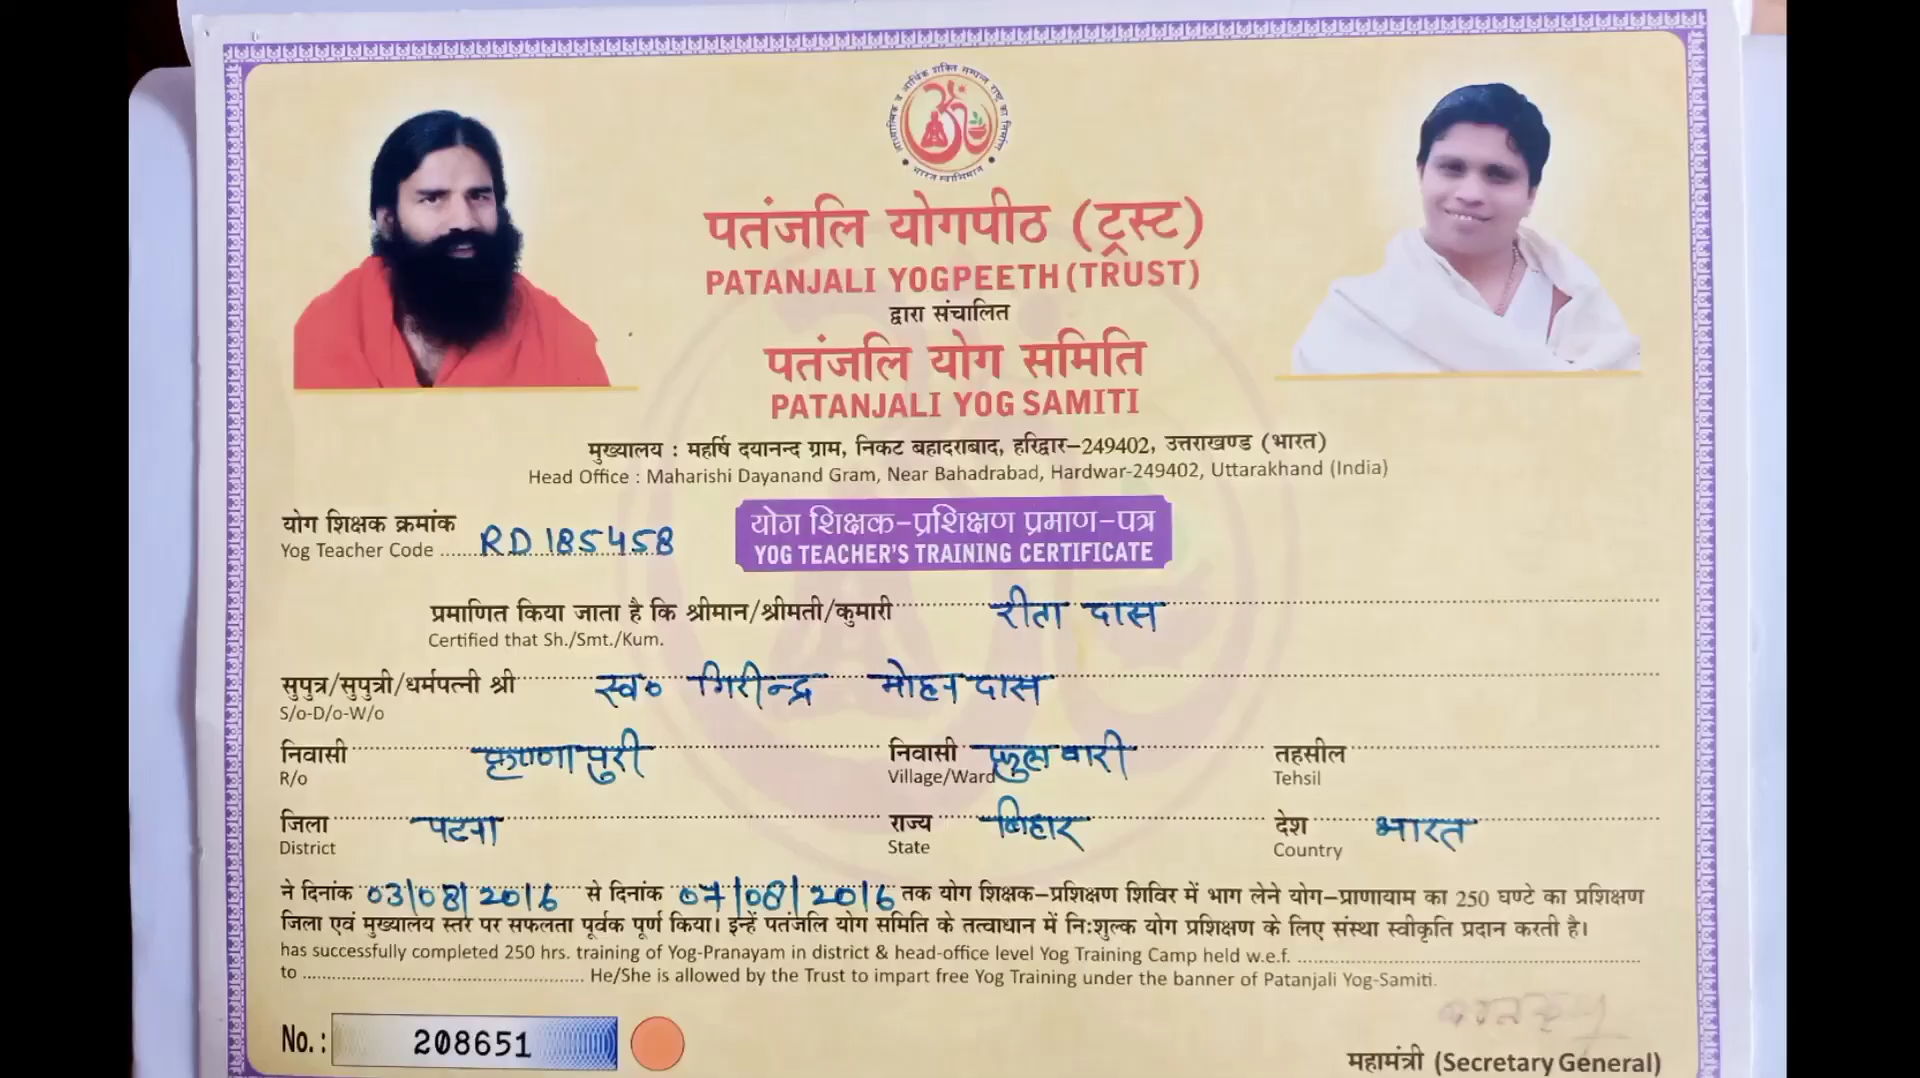 आध्यात्मिक व आर्थिक शक्ति सम्पन्न राष्ट्र का निर्माण
भारत स्वाभिमान
पतंजलि योगपीठ (ट्रस्ट)
PATANJALI YOGPEETH (TRUST)
द्वारा संचालित
पतंजलि योग समिति
PATANJALI YOG SAMITI
मुख्यालय : महर्षि दयानन्द ग्राम, निकट बहादराबाद, हरिद्वार–249402, उत्तराखण्ड (भारत)
Head Office : Maharishi Dayanand Gram, Near Bahadrabad, Hardwar-249402, Uttarakhand (India)
योग शिक्षक क्रमांक
Yog Teacher Code ..... RD 185458
योग शिक्षक–प्रशिक्षण प्रमाण–पत्र
YOG TEACHER'S TRAINING CERTIFICATE
प्रमाणित किया जाता है कि श्रीमान/श्रीमती/कुमारी रीता दास
Certified that Sh./Smt./Kum.
सुपुत्र/सुपुत्री/धर्मपत्नी श्री स्व० गिरीन्द्र मोहन दास
S/o-D/o-W/o
निवासी कृष्णा पुरी निवासी फुलवारी तहसील
R/o Village/Ward Tehsil
जिला पटना राज्य बिहार देश भारत
District State Country
ने दिनांक 03/08/2016 से दिनांक 07/08/2016 तक योग शिक्षक–प्रशिक्षण शिविर में भाग लेने योग–प्राणायाम का 250 घण्टे का प्रशिक्षण
जिला एवं मुख्यालय स्तर पर सफलता पूर्वक पूर्ण किया। इन्हें पतंजलि योग समिति के तत्वाधान में निःशुल्क योग प्रशिक्षण के लिए संस्था स्वीकृति प्रदान करती है।
has successfully completed 250 hrs. training of Yog-Pranayam in district & head-office level Yog Training Camp held w.e.f. ..........
to .......... He/She is allowed by the Trust to impart free Yog Training under the banner of Patanjali Yog-Samiti.
No. : 208651
महामंत्री (Secretary General)